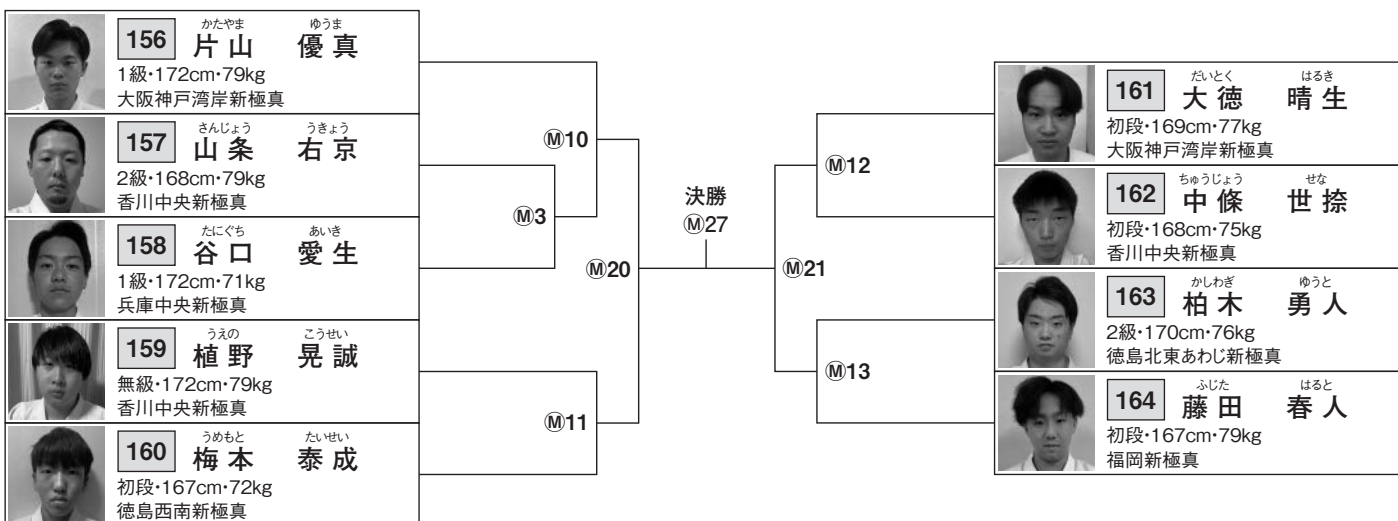 かたやま ゆうま
156 片山 優真
1級・172cm・79kg
大阪神戸湾岸新極真
さんじょう うきょう
157 山条 右京
2級・168cm・79kg
香川中央新極真
たにぐち あいき
158 谷口 愛生
1級・172cm・71kg
兵庫中央新極真
うえの こうせい
159 植野 晃誠
無級・172cm・79kg
香川中央新極真
うめもと たいせい
160 梅本 泰成
初段・167cm・72kg
徳島西南新極真
Ⓜ10
Ⓜ3
Ⓜ20
Ⓜ11
決勝
Ⓜ27
Ⓜ12
Ⓜ21
Ⓜ13
だいとく はるき
161 大徳 晴生
初段・169cm・77kg
大阪神戸湾岸新極真
ちゅうじょう せな
162 中條 世捺
初段・168cm・75kg
香川中央新極真
かしわぎ ゆうと
163 柏木 勇人
2級・170cm・76kg
徳島北東あわじ新極真
ふじた はると
164 藤田 春人
初段・167cm・79kg
福岡新極真